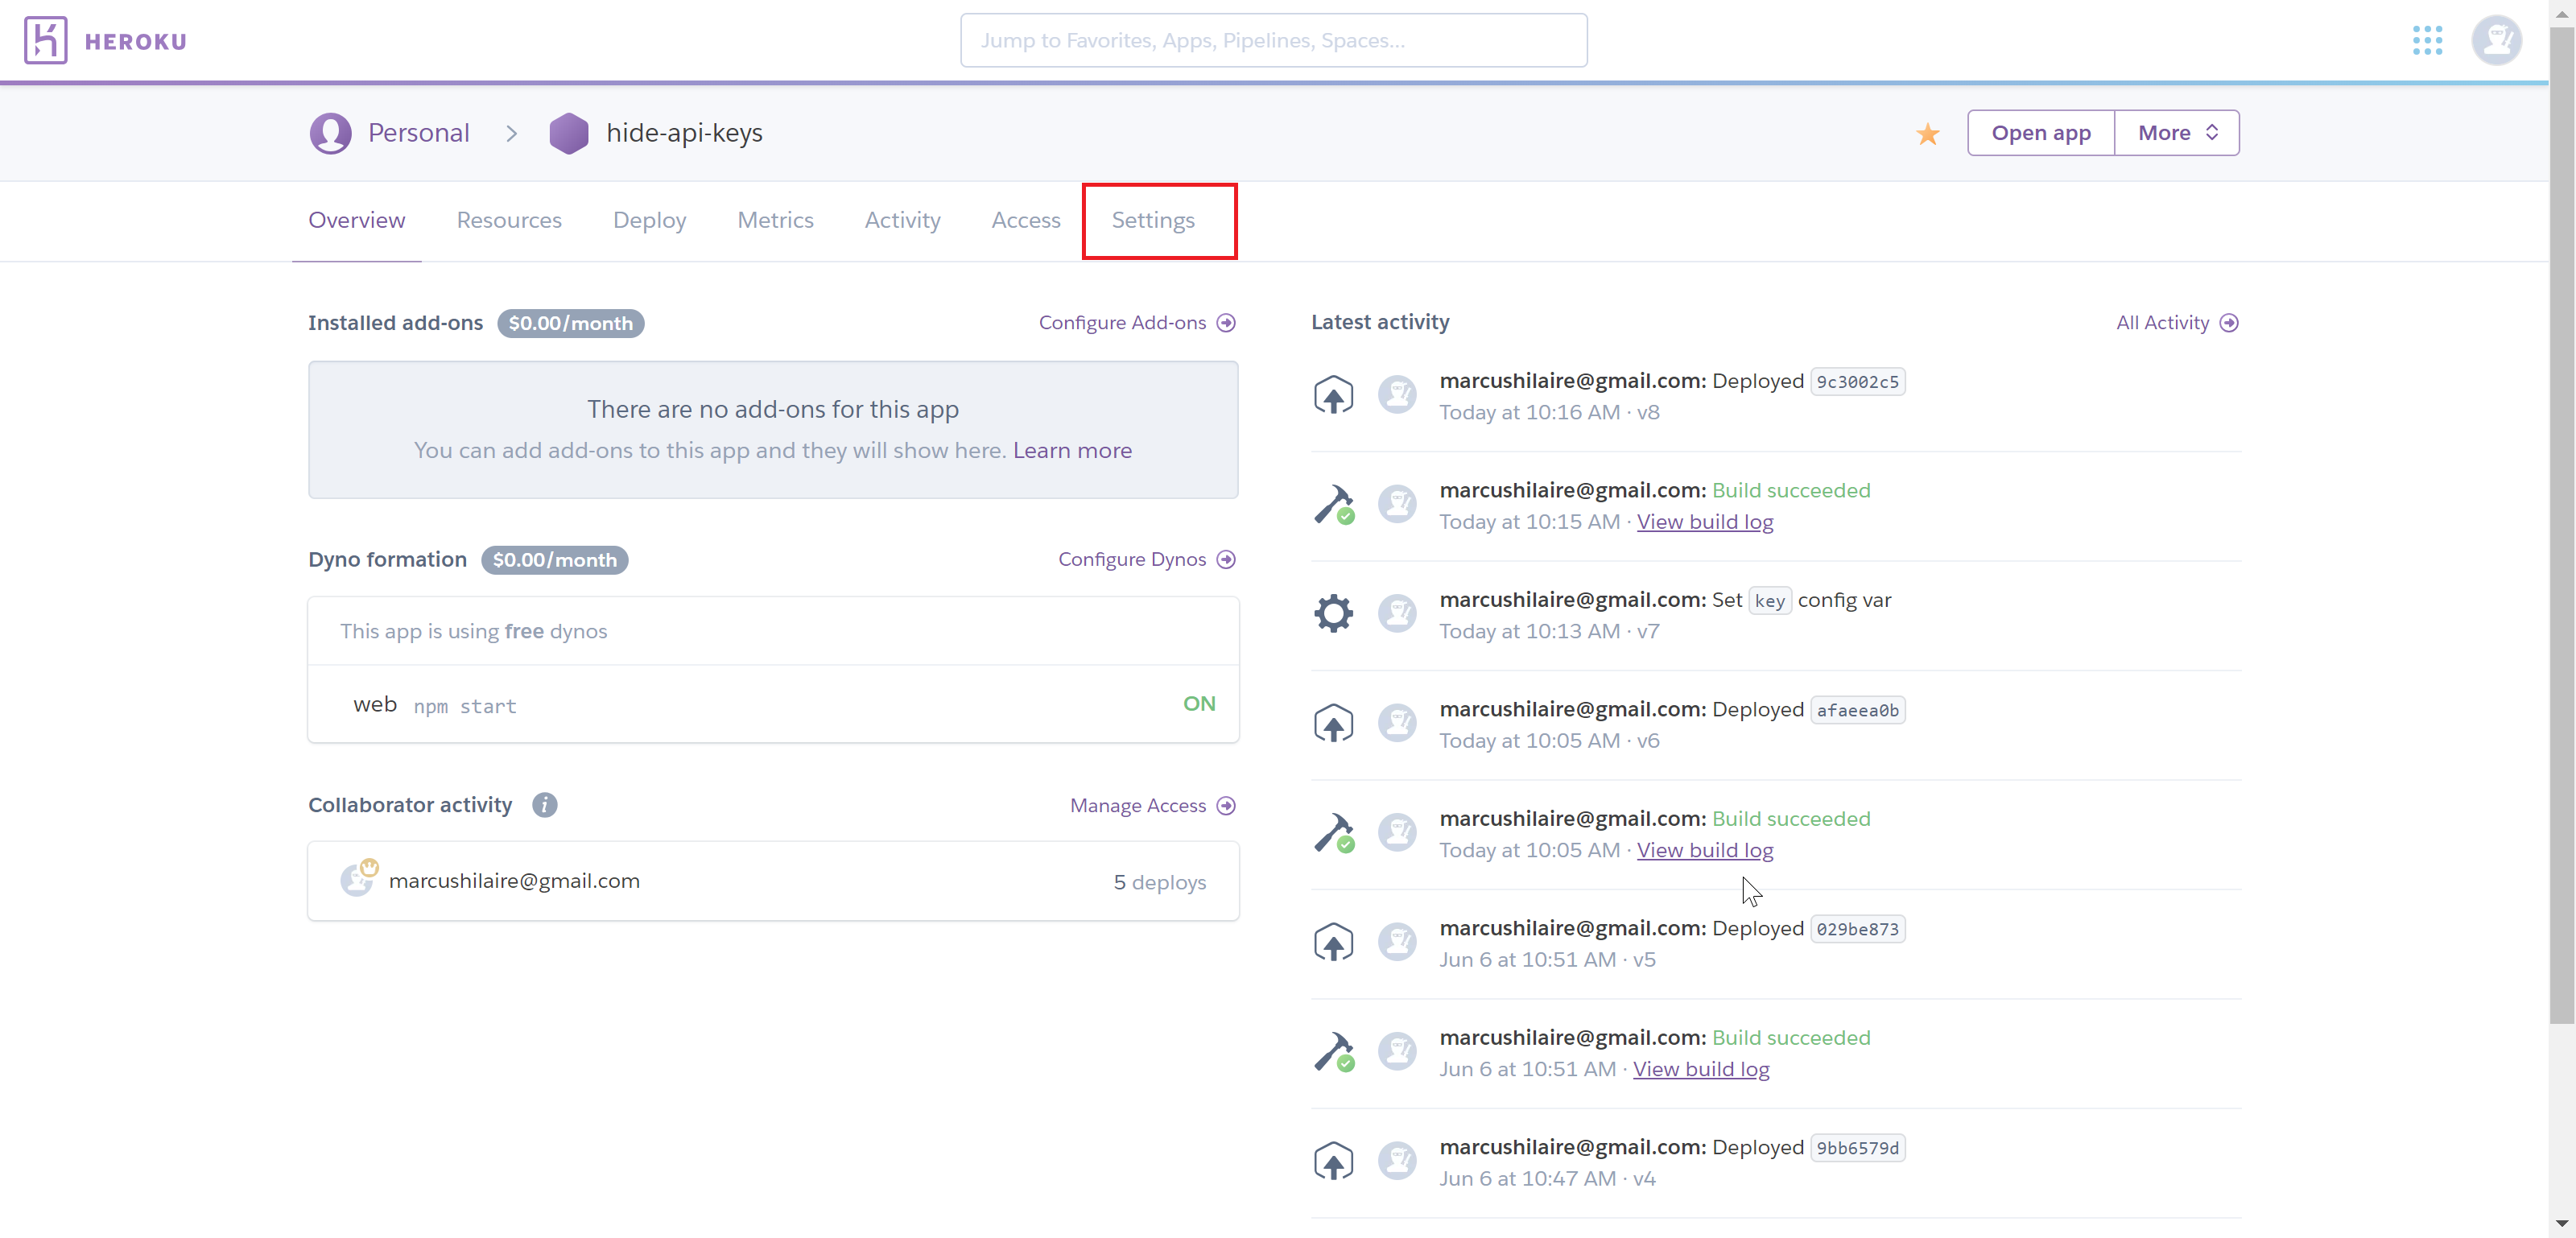 HEROKU
Jump to Favorites, Apps, Pipelines, Spaces...
Personal > hide-api-keys
Open app
More
Overview Resources Deploy Metrics Activity Access Settings
Installed add-ons $0.00/month Configure Add-ons
There are no add-ons for this app
You can add add-ons to this app and they will show here. Learn more
Dyno formation $0.00/month Configure Dynos
This app is using free dynos
web npm start ON
Collaborator activity i Manage Access
marcushilaire@gmail.com 5 deploys
Latest activity All Activity
marcushilaire@gmail.com: Deployed 9c3002c5
Today at 10:16 AM · v8
marcushilaire@gmail.com: Build succeeded
Today at 10:15 AM · View build log
marcushilaire@gmail.com: Set key config var
Today at 10:13 AM · v7
marcushilaire@gmail.com: Deployed afaeea0b
Today at 10:05 AM · v6
marcushilaire@gmail.com: Build succeeded
Today at 10:05 AM · View build log
marcushilaire@gmail.com: Deployed 029be873
Jun 6 at 10:51 AM · v5
marcushilaire@gmail.com: Build succeeded
Jun 6 at 10:51 AM · View build log
marcushilaire@gmail.com: Deployed 9bb6579d
Jun 6 at 10:47 AM · v4